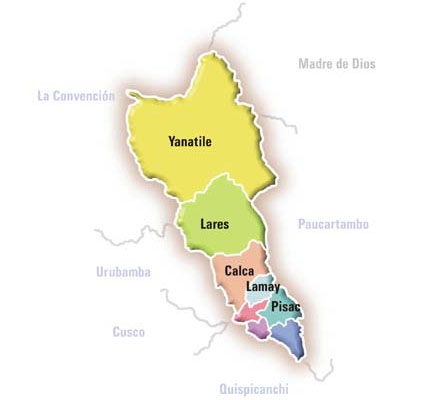 Madre de Dios
La Convención
Yanatile
Lares
Paucartambo
Calca
Urubamba
Lamay
Pisac
Cusco
Quispicanchi